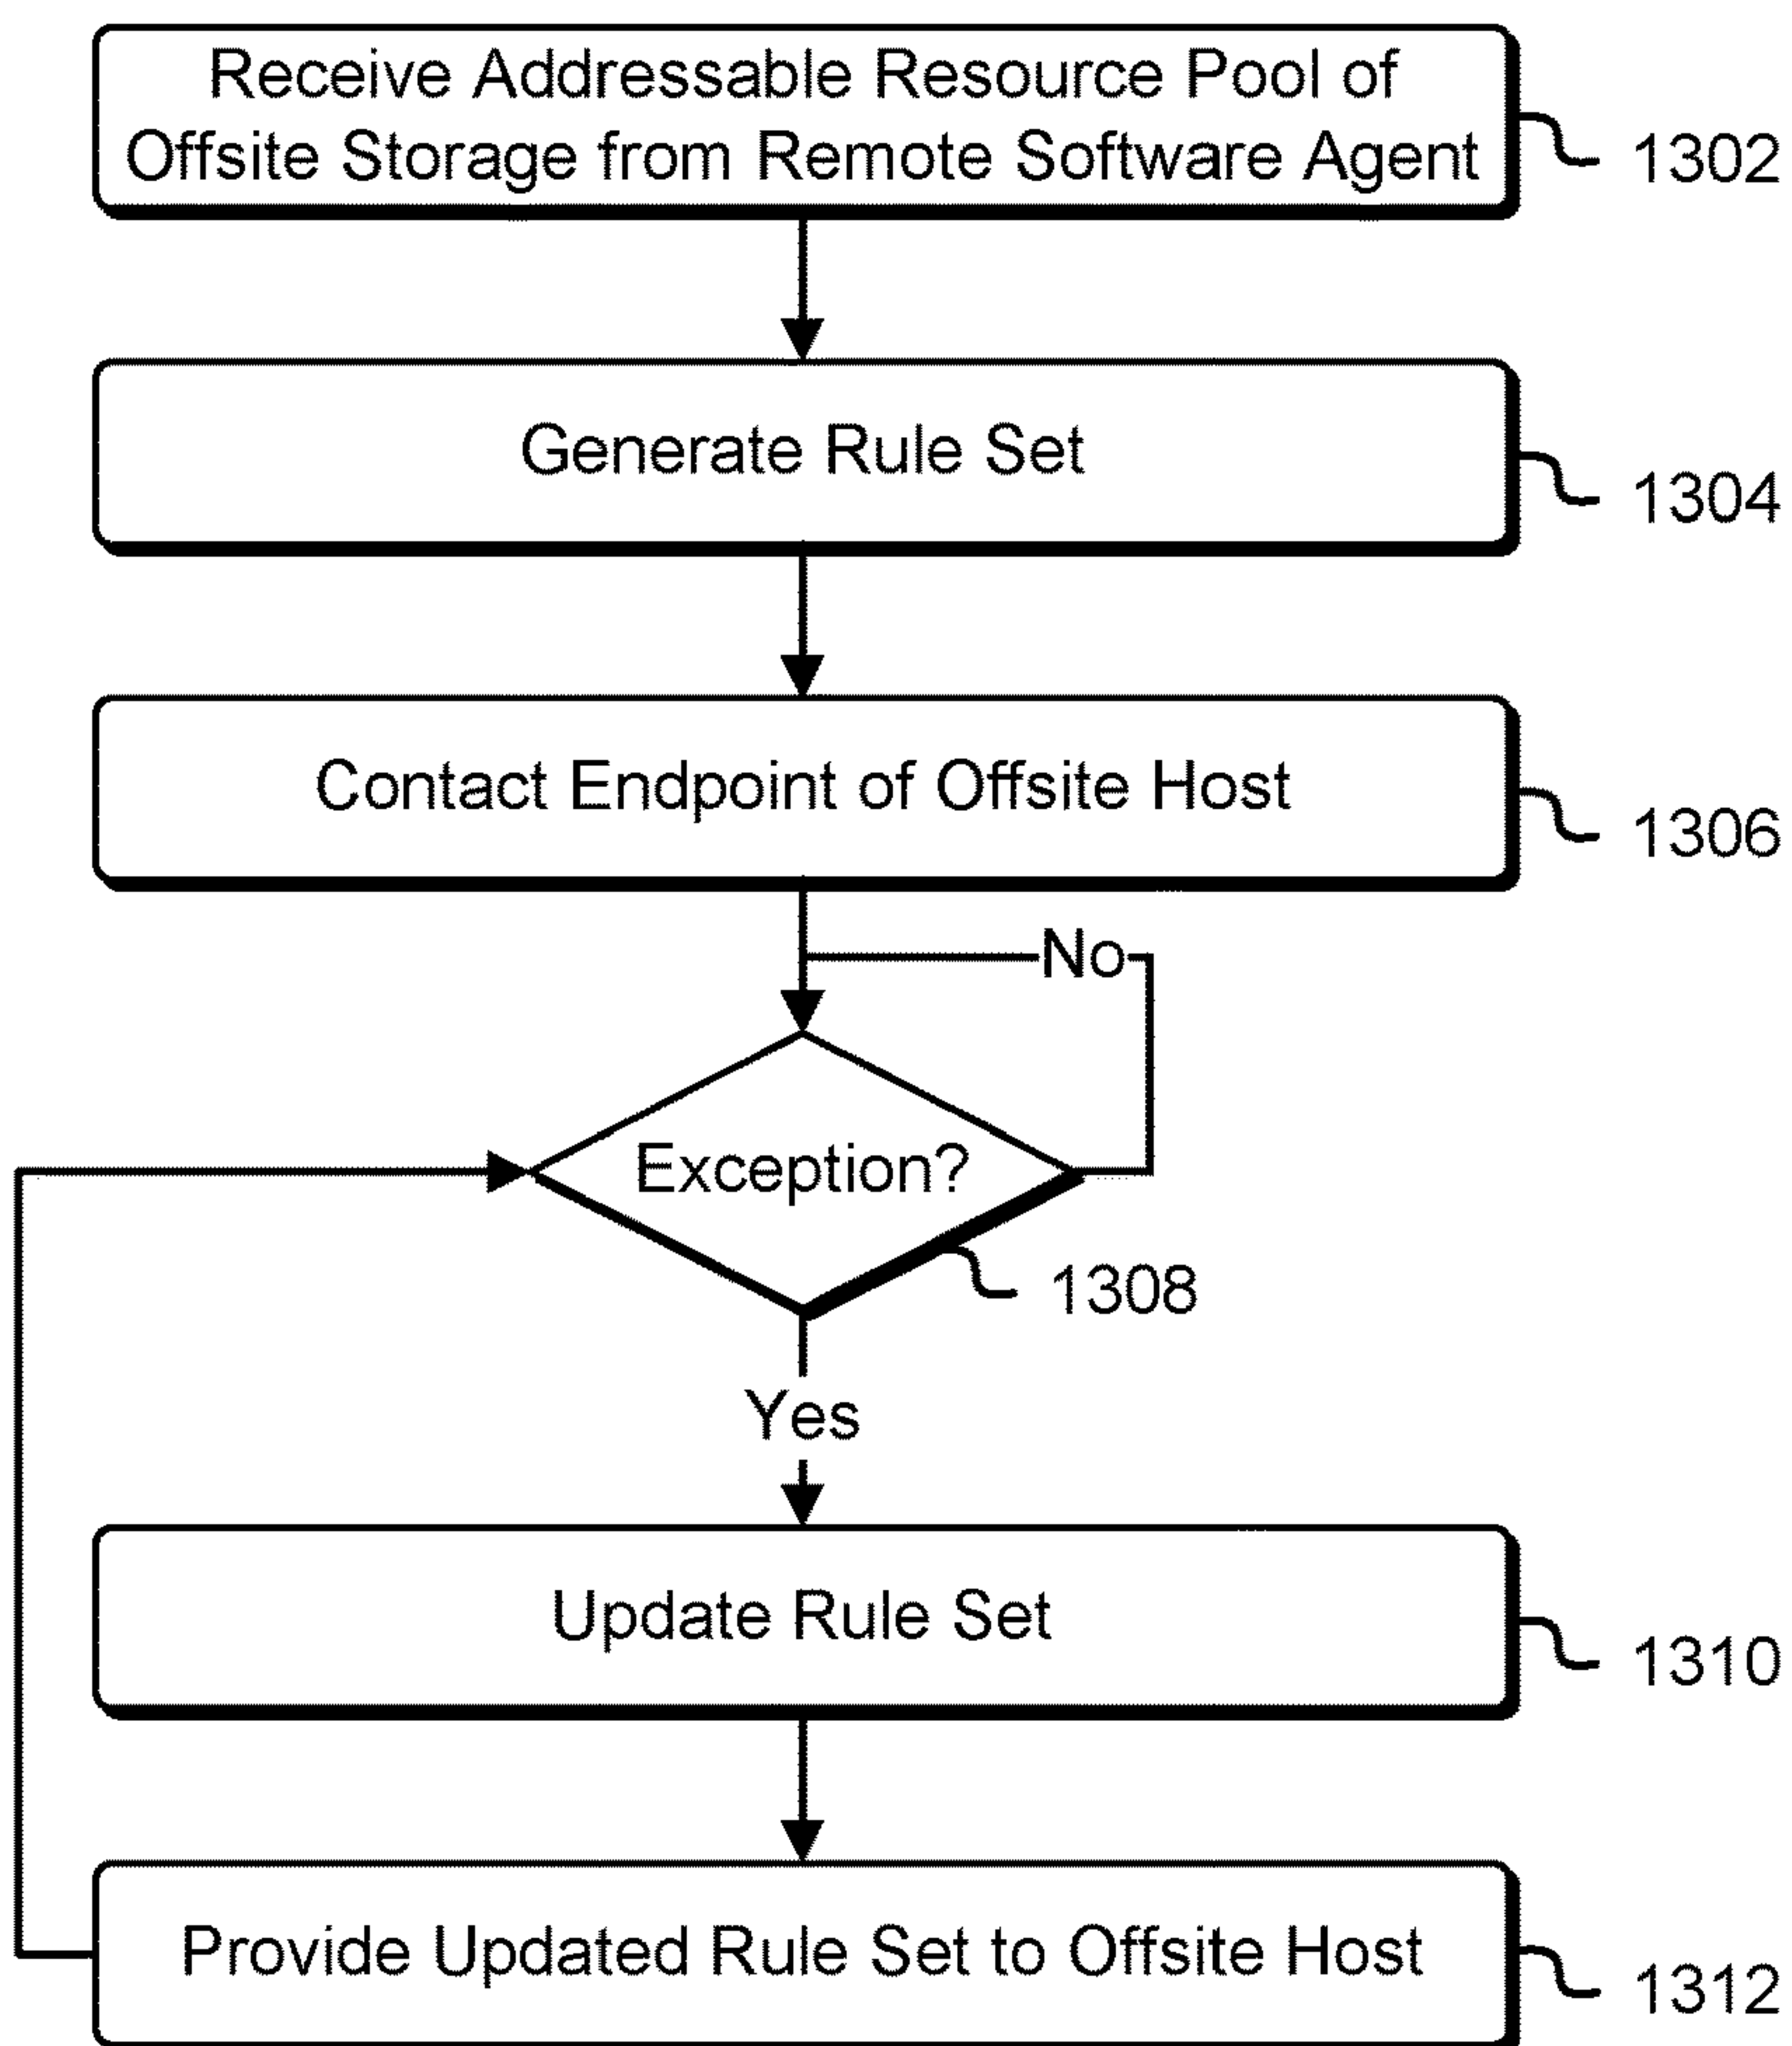 Receive Addressable Resource Pool of
Offsite Storage from Remote Software Agent
1302
Generate Rule Set
1304
Contact Endpoint of Offsite Host
1306
No
Exception?
1308
Yes
Update Rule Set
1310
Provide Updated Rule Set to Offsite Host
1312